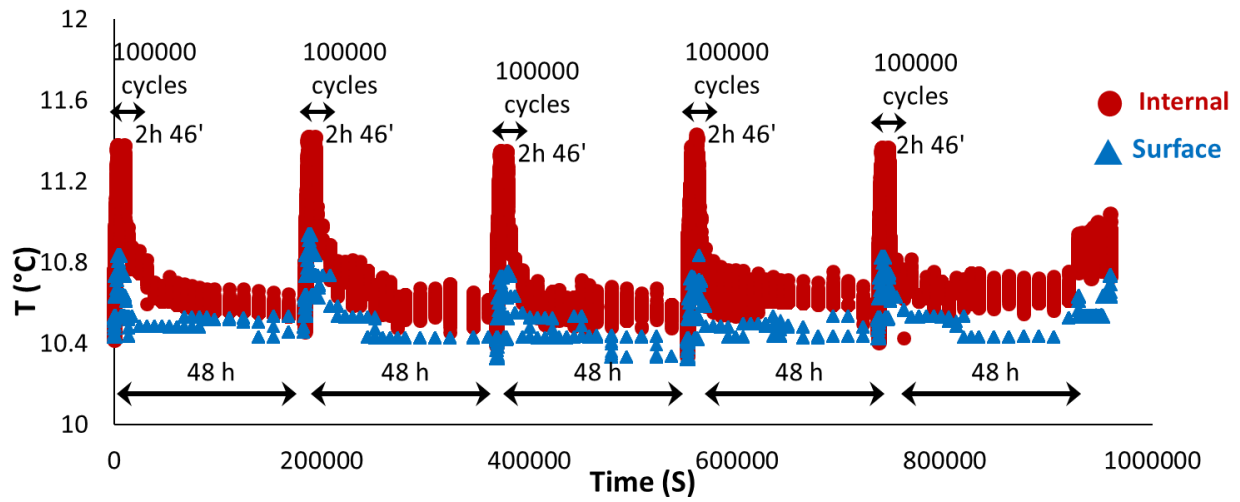 12
11.6
11.2
10.8
10.4
10
T (°C)
100000
cycles
2h 46'
100000
cycles
2h 46'
100000
cycles
2h 46'
100000
cycles
2h 46'
100000
cycles
2h 46'
Internal
Surface
48 h
48 h
48 h
48 h
48 h
0
200000
400000
600000
800000
1000000
Time (S)